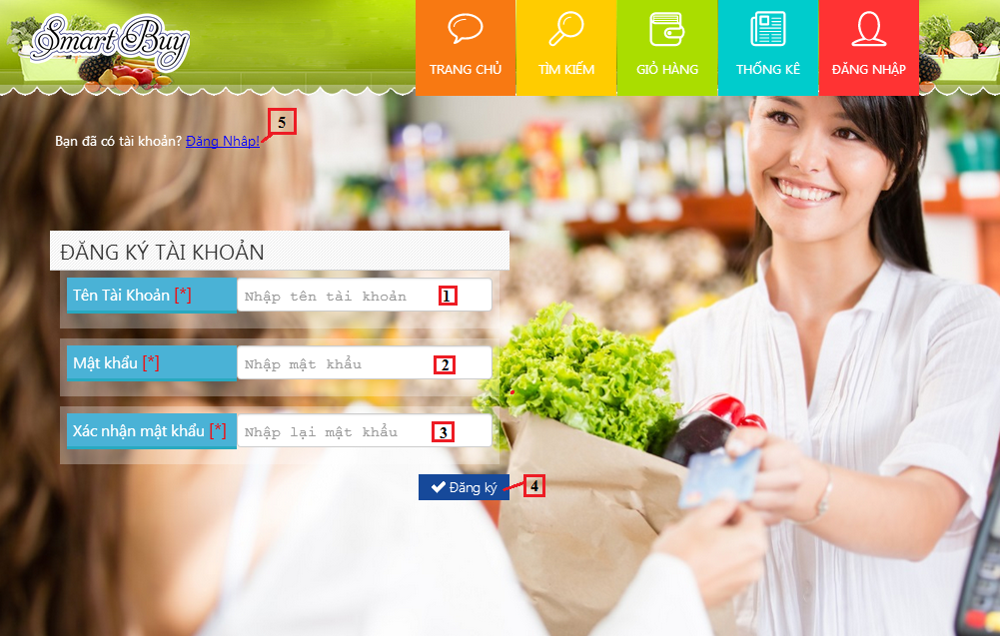 Smart Buy
TRANG CHỦ
TÌM KIẾM
GIỎ HÀNG
THỐNG KÊ
ĐĂNG NHẬP
Bạn đã có tài khoản? Đăng Nhập!
5
ĐĂNG KÝ TÀI KHOẢN
Tên Tài Khoản [*] Nhập tên tài khoản 1
Mật khẩu [*] Nhập mật khẩu 2
Xác nhận mật khẩu [*] Nhập lại mật khẩu 3
Đăng ký 4